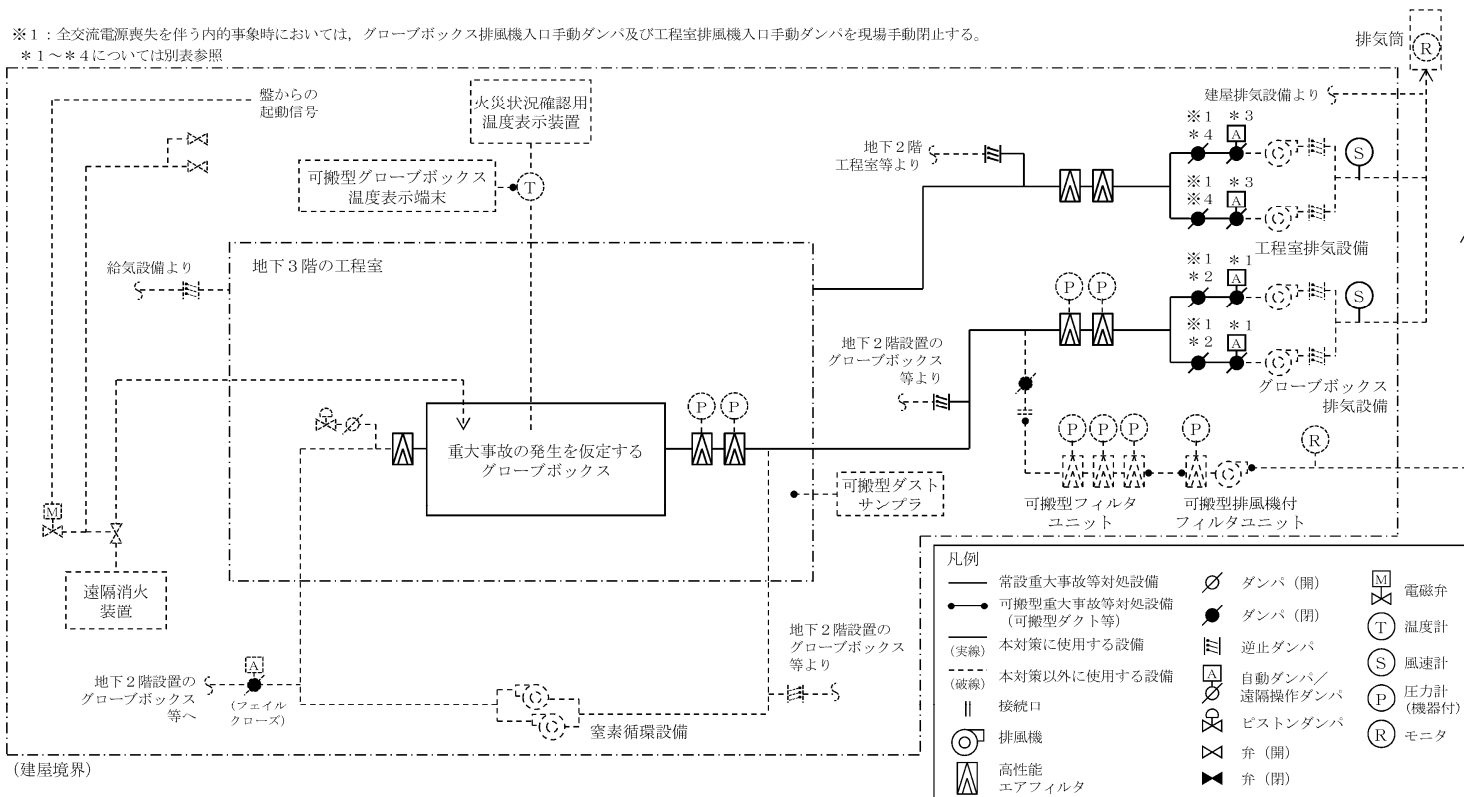 ※1：全交流電源喪失を伴う内的事象時においては，グローブボックス排風機入口手動ダンパ及び工程室排風機入口手動ダンパを現場手動閉止する。
＊1～＊4については別表参照
排気筒
R
盤からの
起動信号
火災状況確認用
温度表示装置
建屋排気設備より
※1
＊3
＊4
A
地下2階
工程室等より
S
可搬型グローブボックス
温度表示端末
T
※1
＊3
＊4
A
工程室排気設備
給気設備より
地下3階の工程室
※1
＊1
＊2
A
P
P
S
地下2階設置の
グローブボックス
等より
※1
＊1
＊2
A
グローブボックス
排気設備
P
P
重大事故の発生を仮定する
グローブボックス
P
P
P
P
R
可搬型ダスト
サンプラ
可搬型フィルタ
ユニット
可搬型排風機付
フィルタユニット
M
遠隔消火
装置
地下2階設置の
グローブボックス
等より
A
地下2階設置の
グローブボックス
等へ
(フェイル
クローズ)
窒素循環設備
(建屋境界)
凡例
常設重大事故等対処設備
可搬型重大事故等対処設備
(可搬型ダクト等)
(実線)
本対策に使用する設備
(破線)
本対策以外に使用する設備
接続口
排風機
高性能
エアフィルタ
ダンパ（開）
ダンパ（閉）
逆止ダンパ
A
自動ダンパ／
遠隔操作ダンパ
ピストンダンパ
弁（開）
弁（閉）
M
電磁弁
T
温度計
S
風速計
P
圧力計
(機器付)
R
モニタ